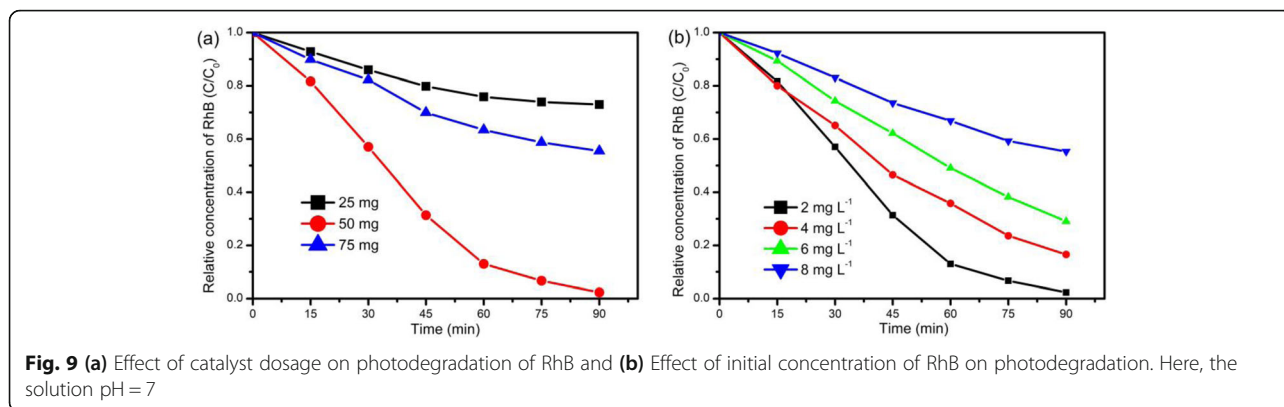 (a)
1.0
0.8
0.6
0.4
0.2
0.0
Relative concentration of RhB (C/C₀)
25 mg
50 mg
75 mg
0 15 30 45 60 75 90
Time (min)
(b)
1.0
0.8
0.6
0.4
0.2
0.0
Relative concentration of RhB (C/C₀)
2 mg L⁻¹
4 mg L⁻¹
6 mg L⁻¹
8 mg L⁻¹
0 15 30 45 60 75 90
Time (min)
Fig. 9 (a) Effect of catalyst dosage on photodegradation of RhB and (b) Effect of initial concentration of RhB on photodegradation. Here, the
solution pH = 7